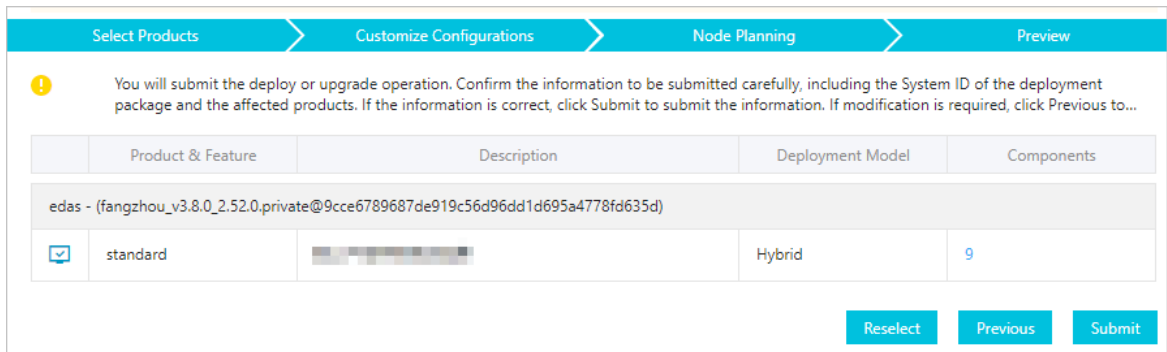 Select Products
Customize Configurations
Node Planning
Preview
You will submit the deploy or upgrade operation. Confirm the information to be submitted carefully, including the System ID of the deployment
package and the affected products. If the information is correct, click Submit to submit the information. If modification is required, click Previous to...
Product & Feature
Description
Deployment Model
Components
edas - (fangzhou_v3.8.0_2.52.0.private@9cce6789687de919c56d96dd1d695a4778fd635d)
standard
Hybrid
9
Reselect
Previous
Submit